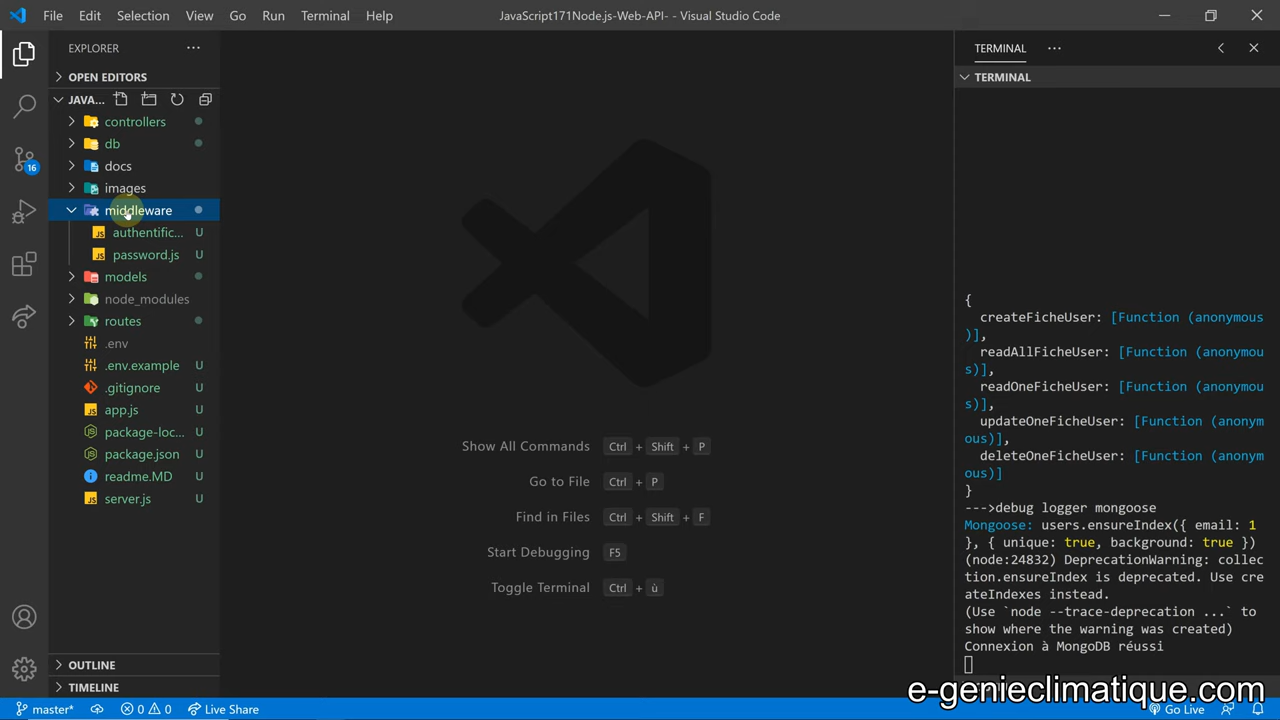 File Edit Selection View Go Run Terminal Help
JavaScript171Node.js-Web-API- - Visual Studio Code
EXPLORER
OPEN EDITORS
JAVA...
controllers
db
docs
images
middleware
authentific... U
password.js U
models
node_modules
routes
.env
.env.example U
.gitignore U
app.js U
package-loc... U
package.json U
readme.MD U
server.js U
OUTLINE
TIMELINE
16
Show All Commands Ctrl + Shift + P
Go to File Ctrl + P
Find in Files Ctrl + Shift + F
Start Debugging F5
Toggle Terminal Ctrl + ù
TERMINAL
TERMINAL
{
createFicheUser: [Function (anonymous
)],
readAllFicheUser: [Function (anonymou
s)],
readOneFicheUser: [Function (anonymou
s)],
updateOneFicheUser: [Function (anonym
ous)],
deleteOneFicheUser: [Function (anonym
ous)]
}
--->debug logger mongoose
Mongoose: users.ensureIndex({ email: 1
}, { unique: true, background: true })
(node:24832) DeprecationWarning: collec
tion.ensureIndex is deprecated. Use cre
ateIndexes instead.
(Use `node --trace-deprecation ...` to
show where the warning was created)
Connexion à MongoDB réussi
e-genieclimatique.com
master* 0 0 Live Share
Go Live